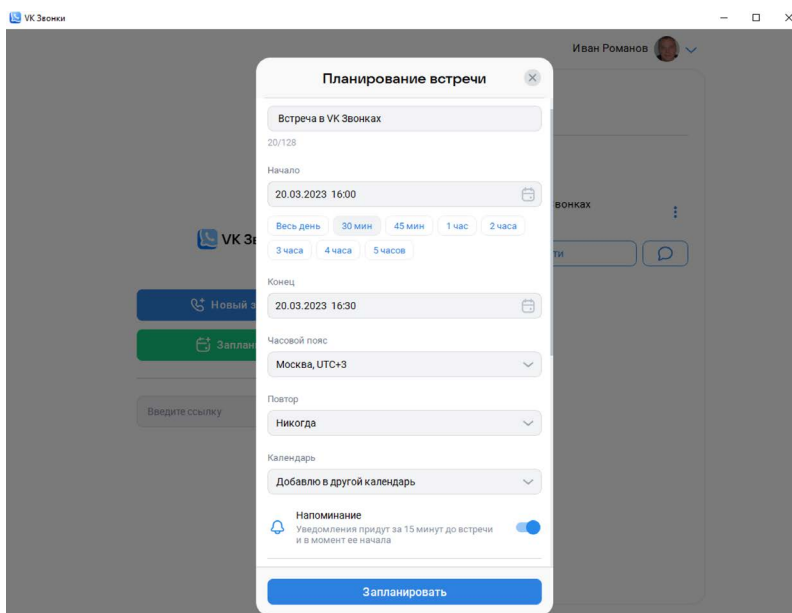 VK Звонки
Иван Романов
Планирование встречи
Встреча в VK Звонках
20/128
Начало
20.03.2023 16:00
Весь день 30 мин 45 мин 1 час 2 часа
3 часа 4 часа 5 часов
Конец
20.03.2023 16:30
Часовой пояс
Москва, UTC+3
Повтор
Никогда
Календарь
Добавлю в другой календарь
Напоминание
Уведомления придут за 15 минут до встречи
и в момент ее начала
Запланировать
VK Зв
Новый з
Заплан
Введите ссылку
вонках
ти